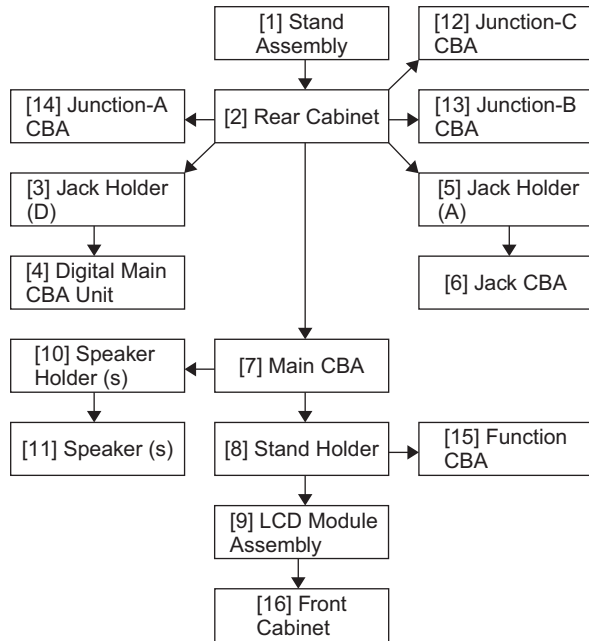 [1] Stand
Assembly
[12] Junction-C
CBA
[14] Junction-A
CBA
[2] Rear Cabinet
[13] Junction-B
CBA
[3] Jack Holder
(D)
[5] Jack Holder
(A)
[4] Digital Main
CBA Unit
[6] Jack CBA
[10] Speaker
Holder (s)
[7] Main CBA
[11] Speaker (s)
[8] Stand Holder
[15] Function
CBA
[9] LCD Module
Assembly
[16] Front
Cabinet